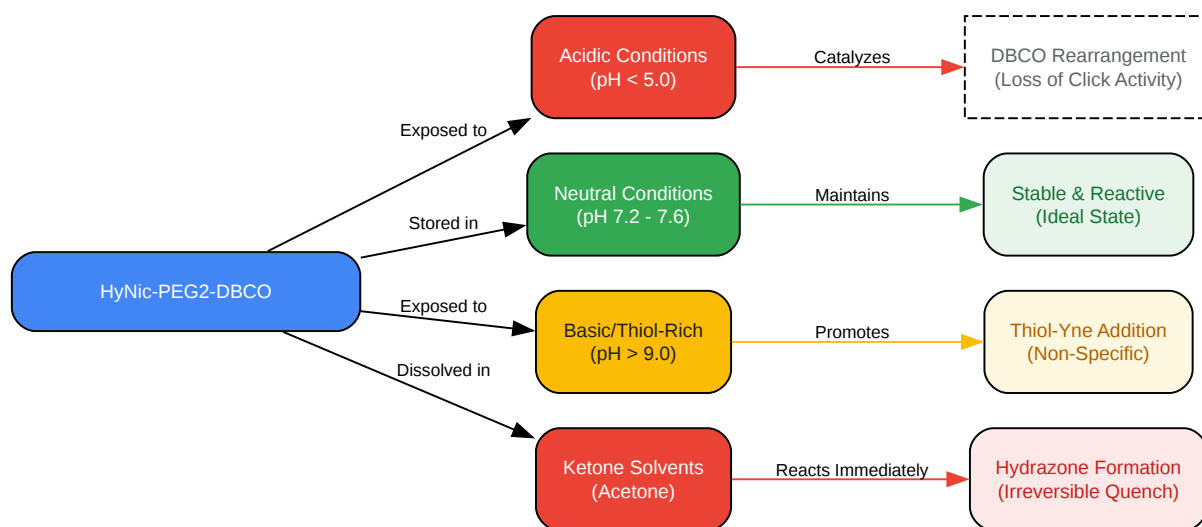 Acidic Conditions
(pH < 5.0)
Catalyzes
DBCO Rearrangement
(Loss of Click Activity)
Exposed to
Neutral Conditions
(pH 7.2 - 7.6)
Maintains
Stable & Reactive
(Ideal State)
Stored in
HyNic-PEG2-DBCO
Exposed to
Basic/Thiol-Rich
(pH > 9.0)
Promotes
Thiol-Yne Addition
(Non-Specific)
Dissolved in
Ketone Solvents
(Acetone)
Reacts Immediately
Hydrazone Formation
(Irreversible Quench)